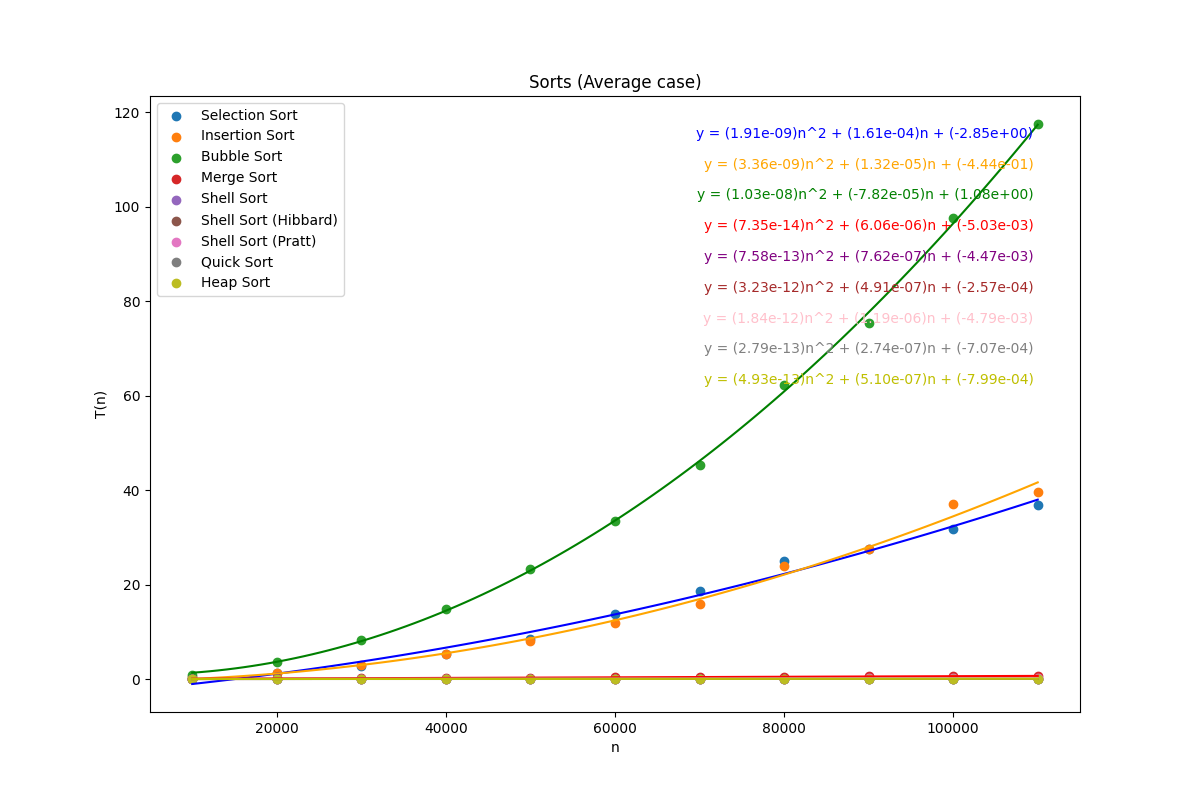 Sorts (Average case)
Selection Sort
Insertion Sort
Bubble Sort
Merge Sort
Shell Sort
Shell Sort (Hibbard)
Shell Sort (Pratt)
Quick Sort
Heap Sort
y = (1.91e-09)n^2 + (1.61e-04)n + (-2.85e+00)
y = (3.36e-09)n^2 + (1.32e-05)n + (-4.44e-01)
y = (1.03e-08)n^2 + (-7.82e-05)n + (1.08e+00)
y = (7.35e-14)n^2 + (6.06e-06)n + (-5.03e-03)
y = (7.58e-13)n^2 + (7.62e-07)n + (-4.47e-03)
y = (3.23e-12)n^2 + (4.91e-07)n + (-2.57e-04)
y = (1.84e-12)n^2 + (1.19e-06)n + (-4.79e-03)
y = (2.79e-13)n^2 + (2.74e-07)n + (-7.07e-04)
y = (4.93e-13)n^2 + (5.10e-07)n + (-7.99e-04)
120
100
80
60
40
20
0
T(n)
20000
40000
60000
80000
100000
n